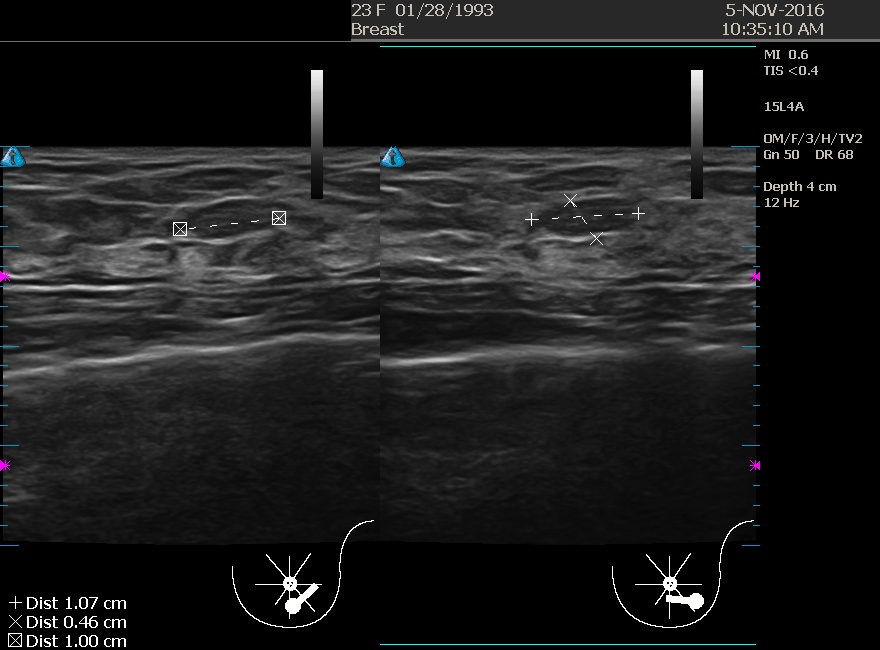 23 F 01/28/1993 5-NOV-2016
Breast 10:35:10 AM
MI 0.6
TIS <0.4
15L4A
OM/F/3/H/TV2
Gn 50 DR 68
Depth 4 cm
12 Hz
Dist 1.07 cm
Dist 0.46 cm
Dist 1.00 cm